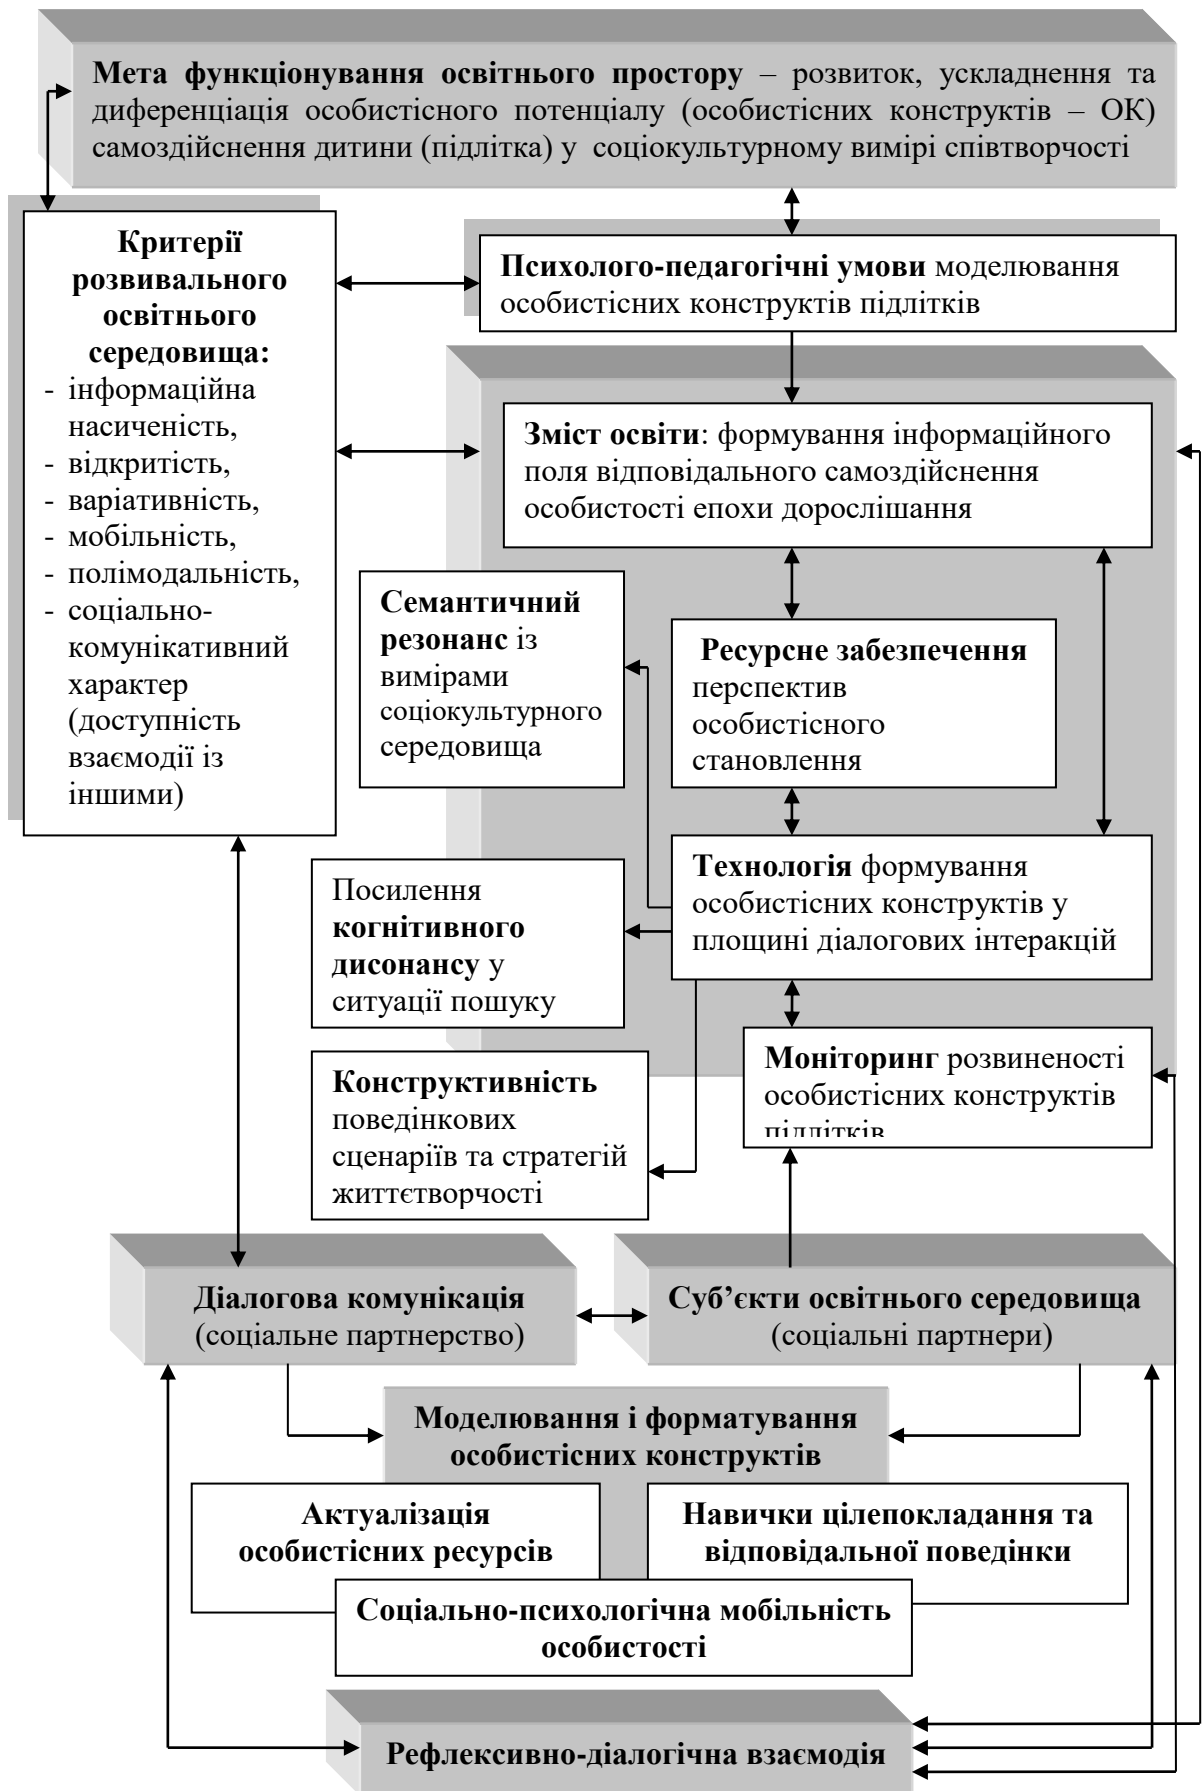 Мета функціонування освітнього простору – розвиток, ускладнення та
диференціація особистісного потенціалу (особистісних конструктів – ОК)
самоздійснення дитини (підлітка) у соціокультурному вимірі співтворчості
Критерії
розвивального
освітнього
середовища:
- інформаційна
насиченість,
- відкритість,
- варіативність,
- мобільність,
- полімодальність,
- соціально-
комунікативний
характер
(доступність
взаємодії із
іншими)
Психолого-педагогічні умови моделювання
особистісних конструктів підлітків
Зміст освіти: формування інформаційного
поля відповідального самоздійснення
особистості епохи дорослішання
Семантичний
резонанс із
вимірами
соціокультурного
середовища
Ресурсне забезпечення
перспектив
особистісного
становлення
Технологія формування
особистісних конструктів у
площині діалогових інтеракцій
Посилення
когнітивного
дисонансу у
ситуації пошуку
Моніторинг розвиненості
особистісних конструктів
підлітків
Конструктивність
поведінкових
сценаріїв та стратегій
життєтворчості
Діалогова комунікація
(соціальне партнерство)
Суб’єкти освітнього середовища
(соціальні партнери)
Моделювання і форматування
особистісних конструктів
Актуалізація
особистісних ресурсів
Навички цілепокладання та
відповідальної поведінки
Соціально-психологічна мобільність
особистості
Рефлексивно-діалогічна взаємодія